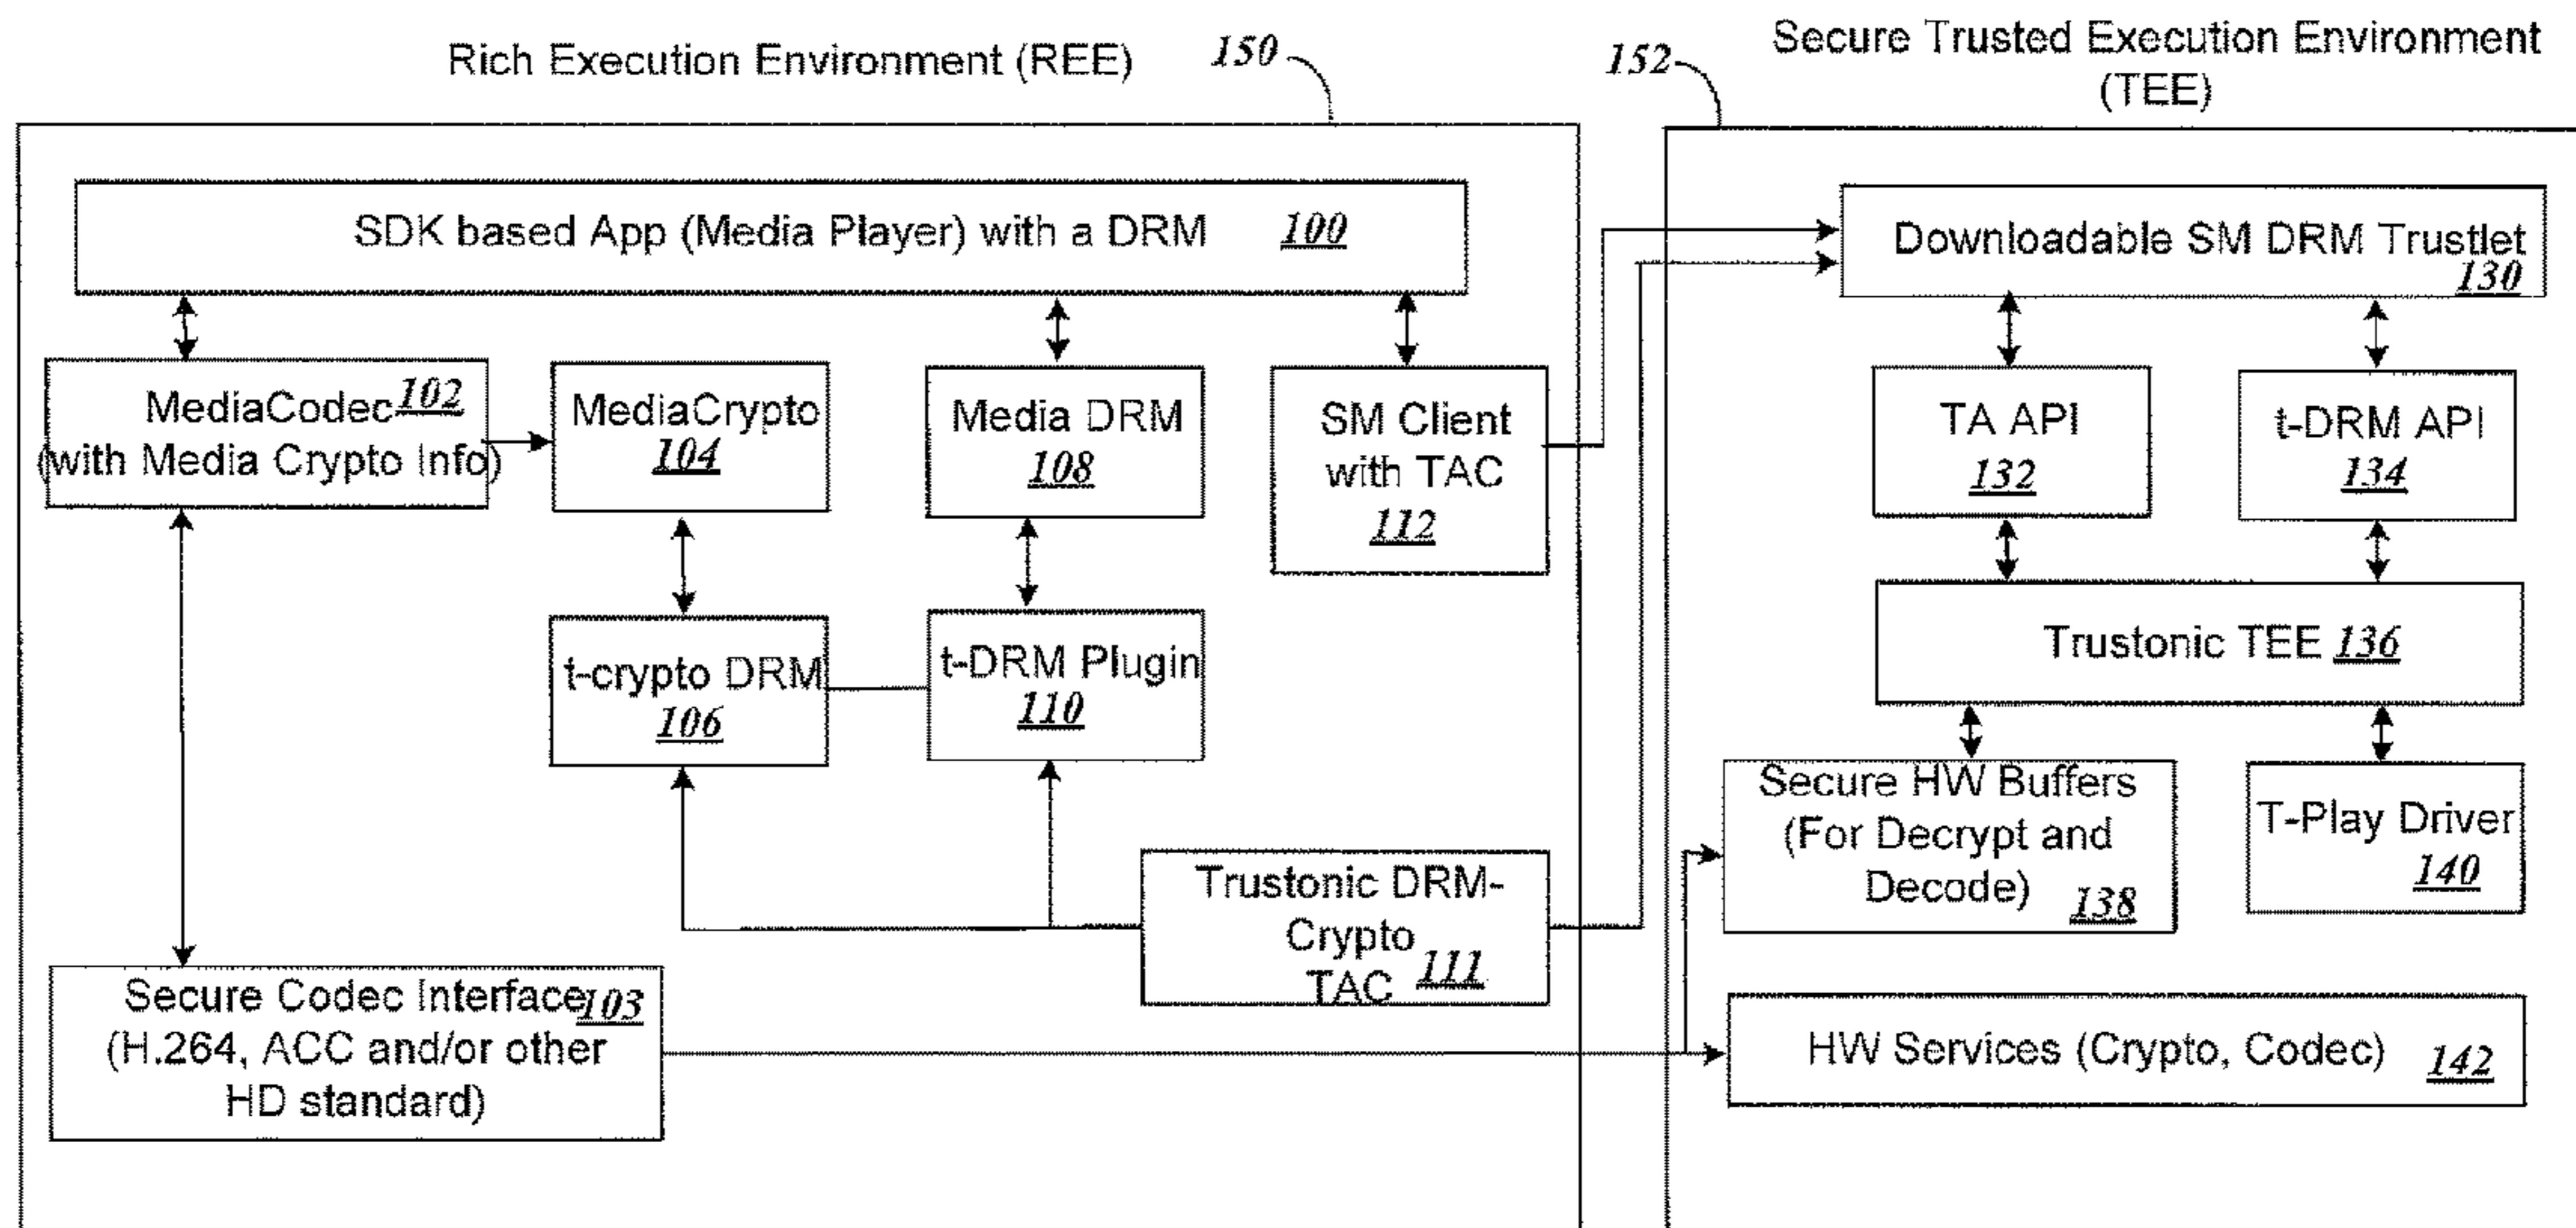 Rich Execution Environment (REE)
150
152
Secure Trusted Execution Environment
(TEE)
SDK based App (Media Player) with a DRM 100
Downloadable SM DRM Trustlet
130
MediaCodec 102
(with Media Crypto Info)
MediaCrypto
104
Media DRM
108
SM Client
with TAC
112
TA API
132
t-DRM API
134
t-crypto DRM
106
t-DRM Plugin
110
Trustonic TEE 136
Secure HW Buffers
(For Decrypt and
Decode) 138
T-Play Driver
140
Trustonic DRM-
Crypto
TAC 111
Secure Codec Interface 103
(H.264, ACC and/or other
HD standard)
HW Services (Crypto, Codec) 142